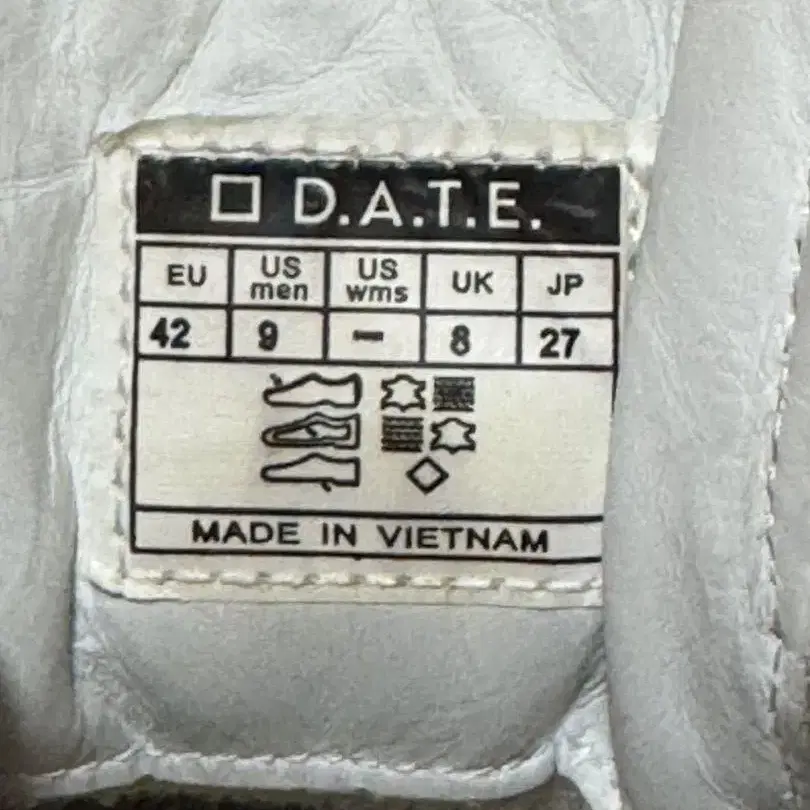 D.A.T.E.
EU US men US wms UK JP
42 9 - 8 27
MADE IN VIETNAM